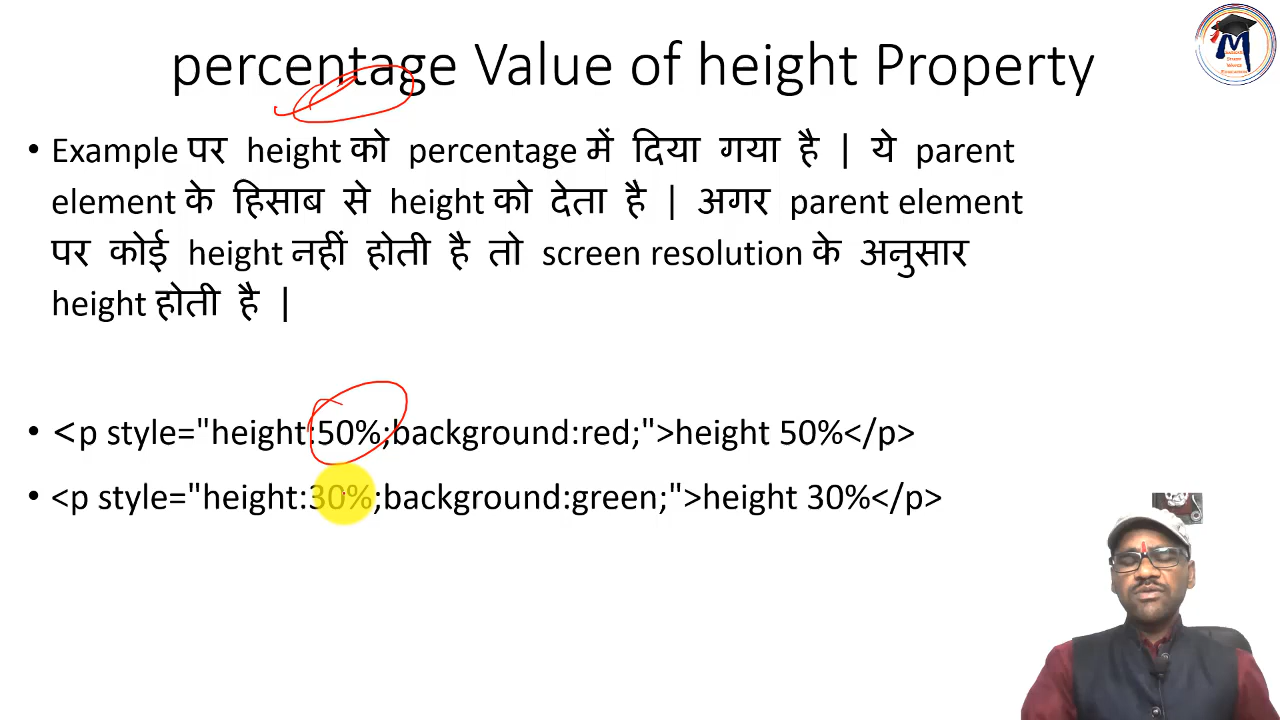 percentage Value of height Property
• Example पर height को percentage में दिया गया है | ये parent
element के हिसाब से height को देता है | अगर parent element
पर कोई height नहीं होती है तो screen resolution के अनुसार
height होती है |
• <p style="height:50%;background:red;">height 50%</p>
• <p style="height:30%;background:green;">height 30%</p>